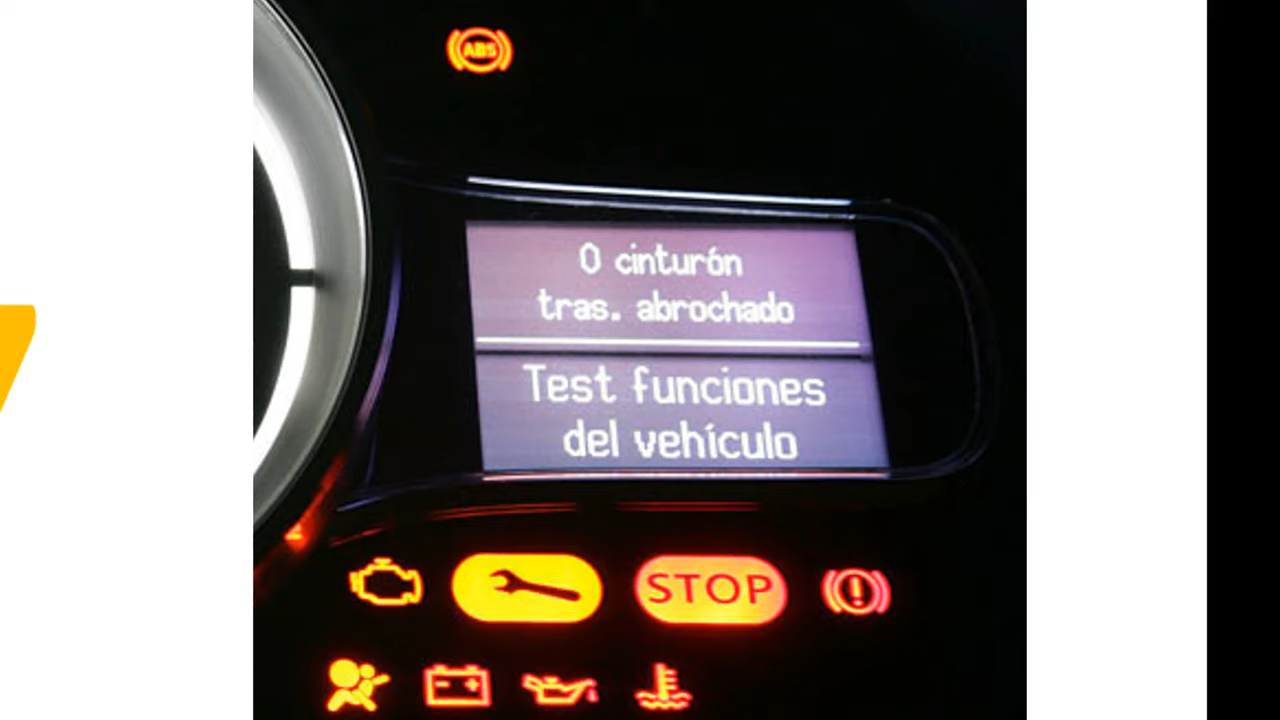 ABS
0 cinturón
tras. abrochado
Test funciones
del vehículo
STOP